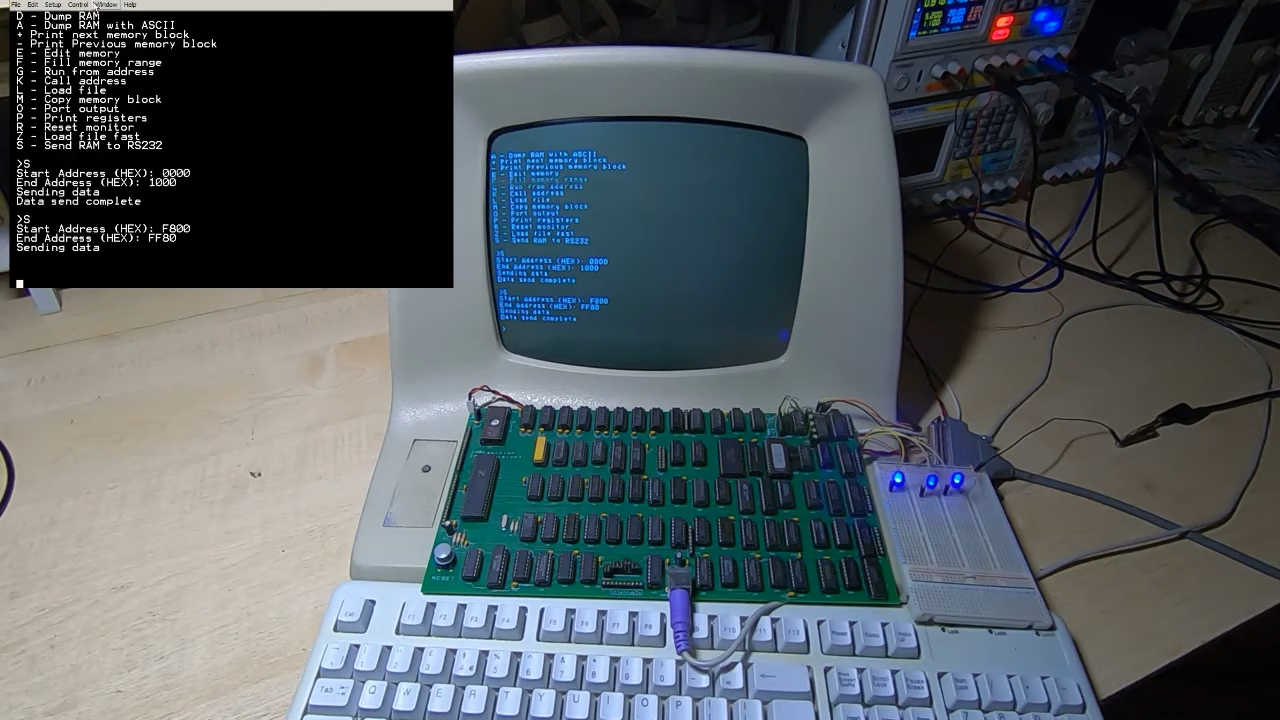 File Edit Setup Control Window Help
D - Dump RAM
A - Dump RAM with ASCII
+ Print next memory block
- Print Previous memory block
E - Edit memory
F - Fill memory range
G - Run from address
K - Call address
L - Load file
M - Copy memory block
O - Port output
P - Print registers
R - Reset monitor
Z - Load file fast
S - Send RAM to RS232
>S
Start Address (HEX): 0000
End Address (HEX): 1000
Sending data
Data send complete
>S
Start Address (HEX): F800
End Address (HEX): FF80
Sending data
A - Dump RAM with ASCII
+ Print next memory block
- Print Previous memory block
E - Edit memory
F - Fill memory range
G - Run from address
K - Call address
L - Load file
M - Copy memory block
O - Port output
P - Print registers
R - Reset monitor
Z - Load file fast
S - Send RAM to RS232
>S
Start Address (HEX): 0000
End Address (HEX): 1000
Sending data
Data send complete
>S
Start Address (HEX): F800
End Address (HEX): FF80
Sending data
Data send complete
>
RESET
Esc F1 F2 F3 F4 F5 F6 F7 F8 F9 F10 F11 F12
Tab Q W E R T Y U I O P